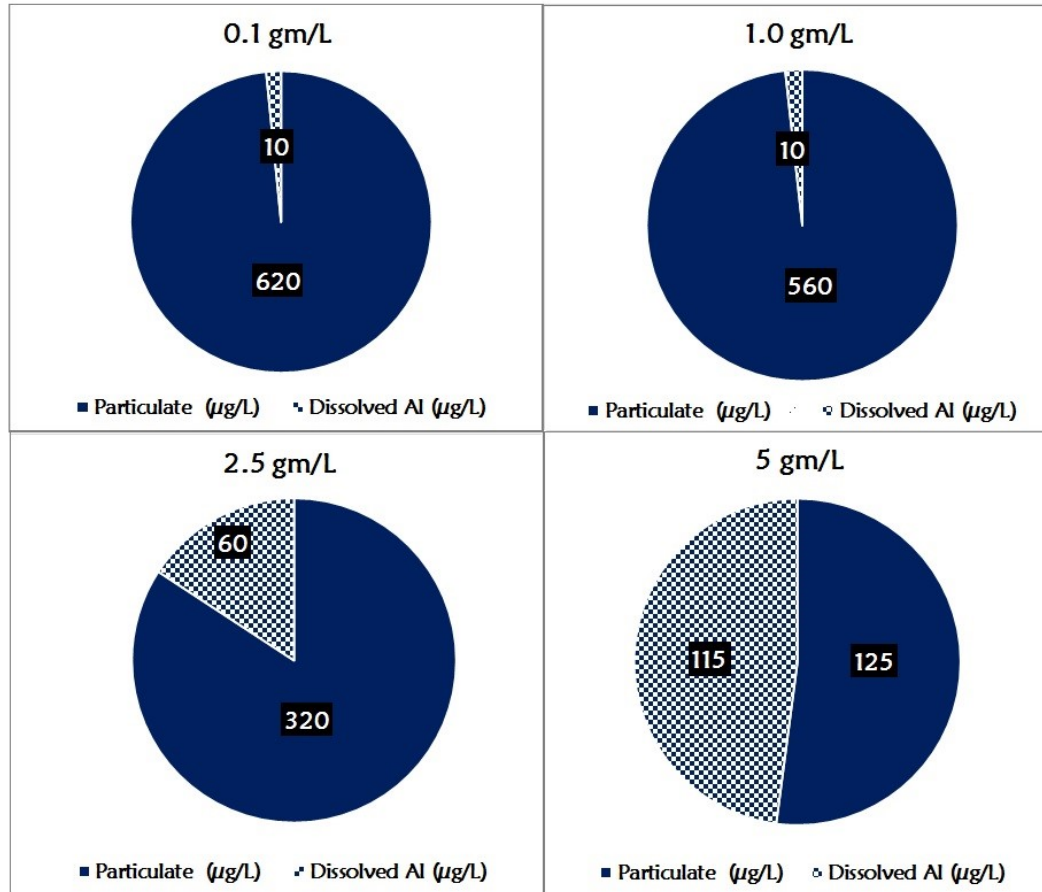 0.1 gm/L
10
620
Particulate (µg/L) Dissolved Al (µg/L)
1.0 gm/L
10
560
Particulate (µg/L) Dissolved Al (µg/L)
2.5 gm/L
60
320
Particulate (µg/L) Dissolved Al (µg/L)
5 gm/L
115
125
Particulate (µg/L) Dissolved Al (µg/L)